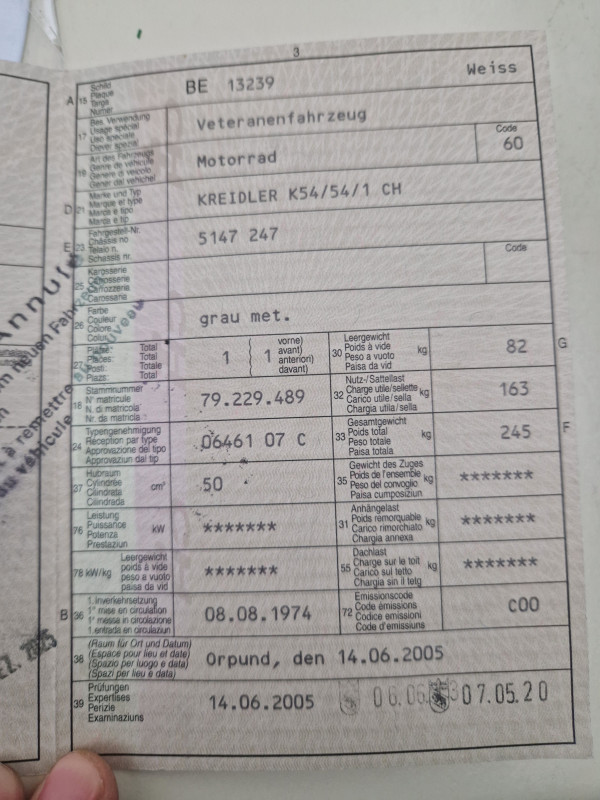 3
A 15 Schild
Plaque
Targa
Numer
BE 13239 Weiss
17 Bes. Verwendung
Usage spécial
Uso speciale
Diever spezial
Veteranenfahrzeug
19 Art des Fahrzeugs
Genre de véhicule
Genere di veicolo
Gener dal vehichel
Motorrad Code 60
D 21 Marke und Typ
Marque et type
Marca e tipo
Marca e tip
KREIDLER K54/54/1 CH
E 23 Fahrgestell-Nr.
Châssis no
Telaio n.
Schassis nr.
5147 247
25 Karosserie
Carrosserie
Carrozzeria
Carossaria
Code
26 Farbe
Couleur
Colore
Colur
grau met.
27 Plätze: Total
Places: Total
Posti: Totale
Plazs: Total
1 ( 1 vorne)
avant)
anteriori)
davant)
30 Leergewicht
Poids à vide
Peso a vuoto
Paisa da vid
kg 82 G
18 Stammnummer
N° matricule
N. di matricola
Nr. da matricla
79.229.489
32 Nutz-/Sattellast
Charge utile/sellette
Carico utile/sella
Chargia utila/sella
kg 163
24 Typengenehmigung
Réception par type
Approvazione del tipo
Approvaziun dal tip
06461 07 C
33 Gesamtgewicht
Poids total
Peso totale
Paisa totala
kg 245 F
37 Hubraum
Cylindrée
Cilindrata
Cilindrada
cm³ 50
35 Gewicht des Zuges
Poids de l'ensemble
Peso del convoglio
Paisa cumposiziun
kg *******
76 Leistung
Puissance
Potenza
Prestaziun
kW *******
31 Anhängelast
Poids remorquable
Carico rimorchiato
Chargia annexa
kg *******
78 kW/kg Leergewicht
poids à vide
peso a vuoto
paisa da vid
*******
55 Dachlast
Charge sur le toit
Carico sul tetto
Chargia sin il tetg
kg *******
B 36 1. Inverkehrsetzung
1re mise en circulation
1a messa in circolazione
1. entrada en circulaziun
08.08.1974
72 Emissionscode
Code émissions
Codice emissioni
Code d'emissiuns
C00
38 (Raum für Ort und Datum)
(Espace pour lieu et date)
(Spazio per luogo e data)
(Spazi per lieu e data)
Orpund, den 14.06.2005
39 Prüfungen
Expertises
Perizie
Examinaziuns
14.06.2005 07.05.20
Annulé
neuen
à remettre
nouveau
du véhicule
2005